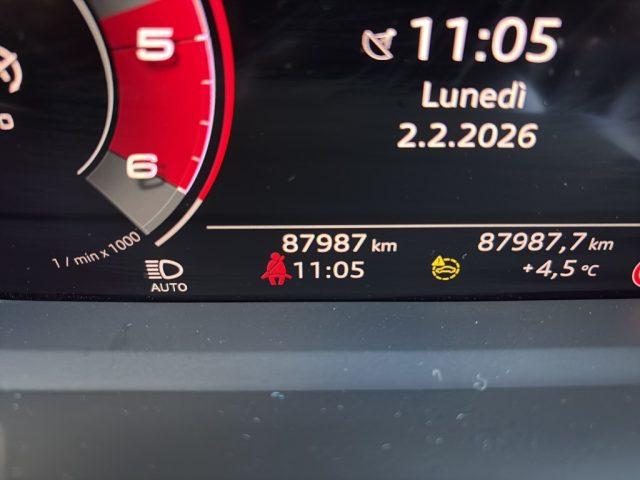 5
11:05
Lunedì
2.2.2026
6
1 / min x 1000
87987 km
87987,7 km
11:05
+4,5 °C
AUTO